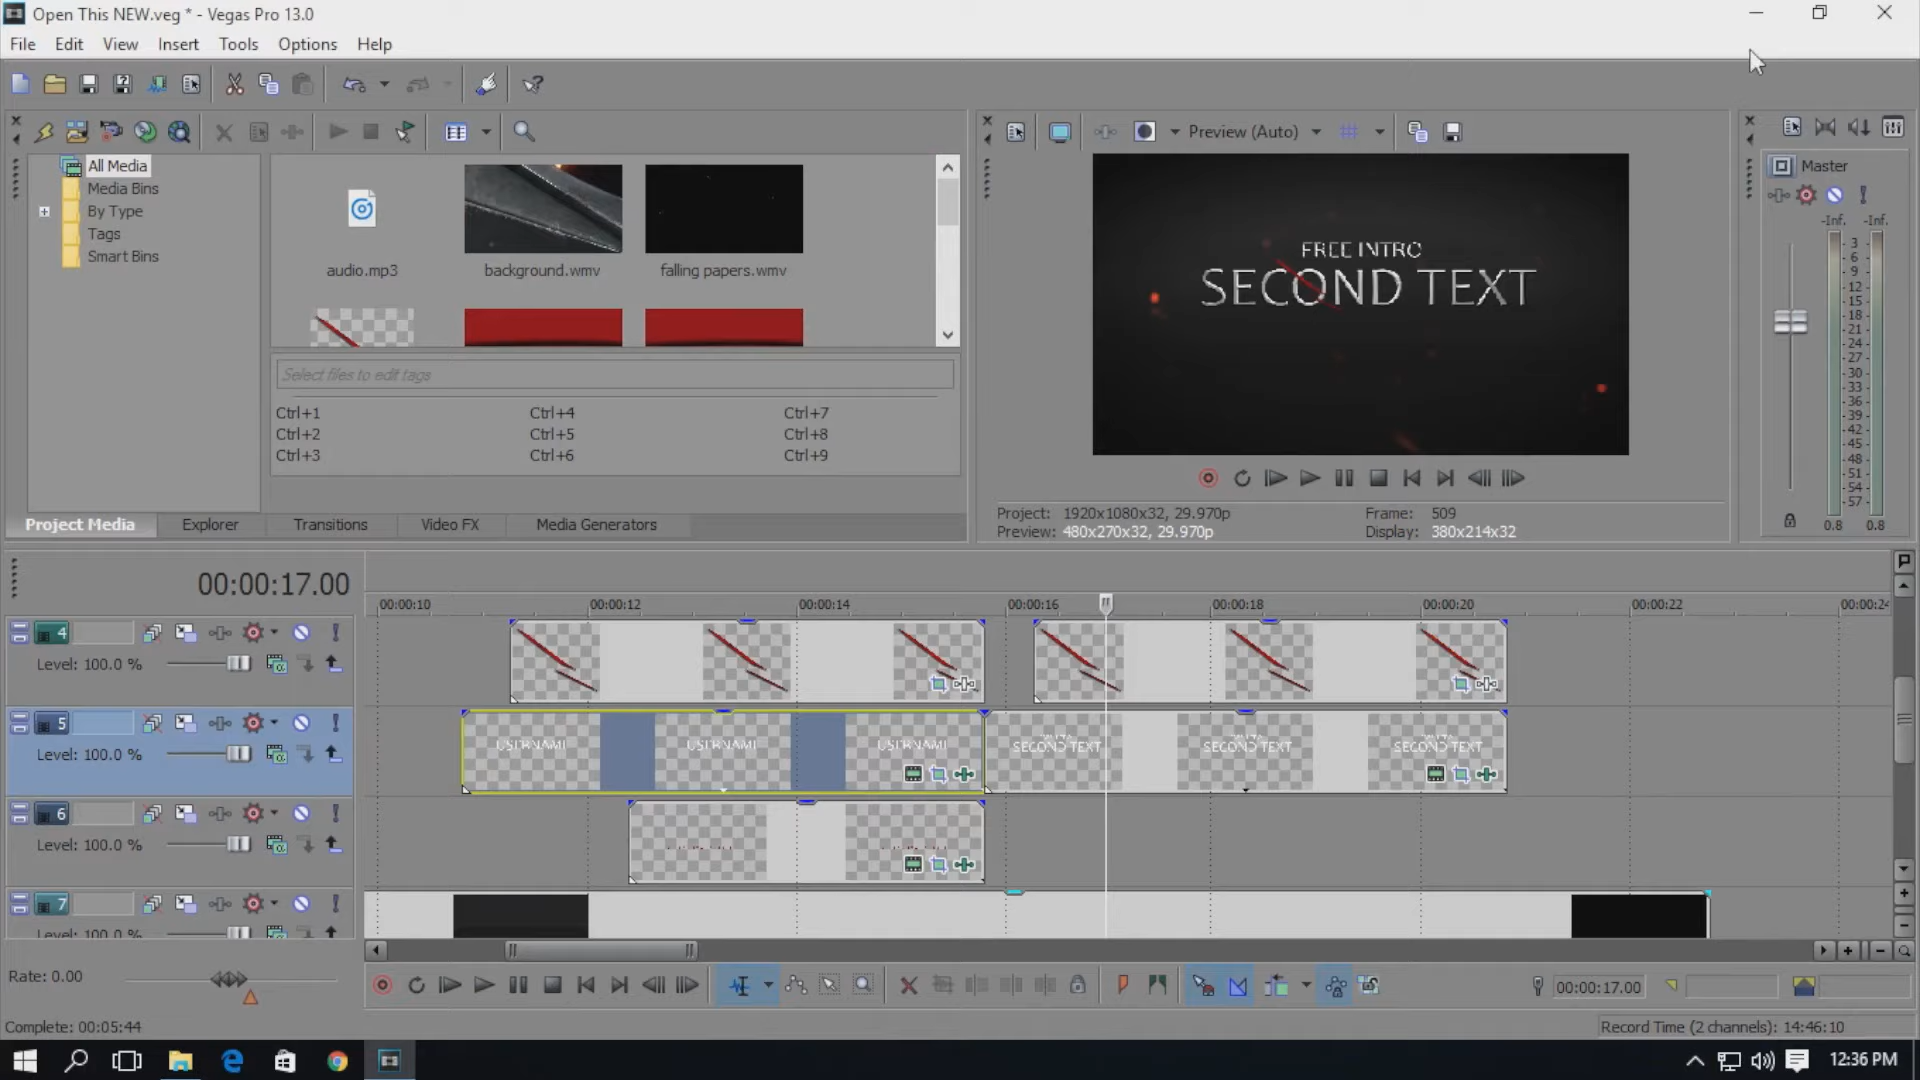 Open This NEW.veg * - Vegas Pro 13.0
File Edit View Insert Tools Options Help
Preview (Auto)
All Media
Media Bins
By Type
Tags
Smart Bins
audio.mp3
background.wmv
falling papers.wmv
Select files to edit tags
Ctrl+1 Ctrl+4 Ctrl+7
Ctrl+2 Ctrl+5 Ctrl+8
Ctrl+3 Ctrl+6 Ctrl+9
Project Media Explorer Transitions Video FX Media Generators
FREE INTRO
SECOND TEXT
Project: 1920x1080x32, 29.970p Frame: 509
Preview: 480x270x32, 29.970p Display: 380x214x32
Master
-Inf. -Inf.
3
6
9
12
15
18
21
24
27
30
33
36
39
42
45
48
51
54
57
0.8 0.8
00:00:17.00
00:00:10 00:00:12 00:00:14 00:00:16 00:00:18 00:00:20 00:00:22 00:00:24
4
Level: 100.0 %
5
Level: 100.0 %
SECOND TEXT SECOND TEXT SECOND TEXT
6
Level: 100.0 %
7
Level: 100.0 %
Rate: 0.00
00:00:17.00
Complete: 00:05:44
Record Time (2 channels): 14:46:10
12:36 PM